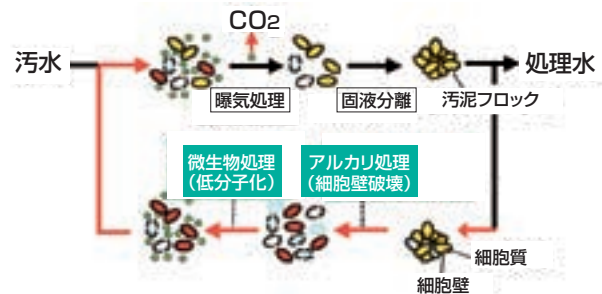 CO2
汚水
処理水
曝気処理
固液分離
汚泥フロック
微生物処理
(低分子化)
アルカリ処理
(細胞壁破壊)
細胞質
細胞壁